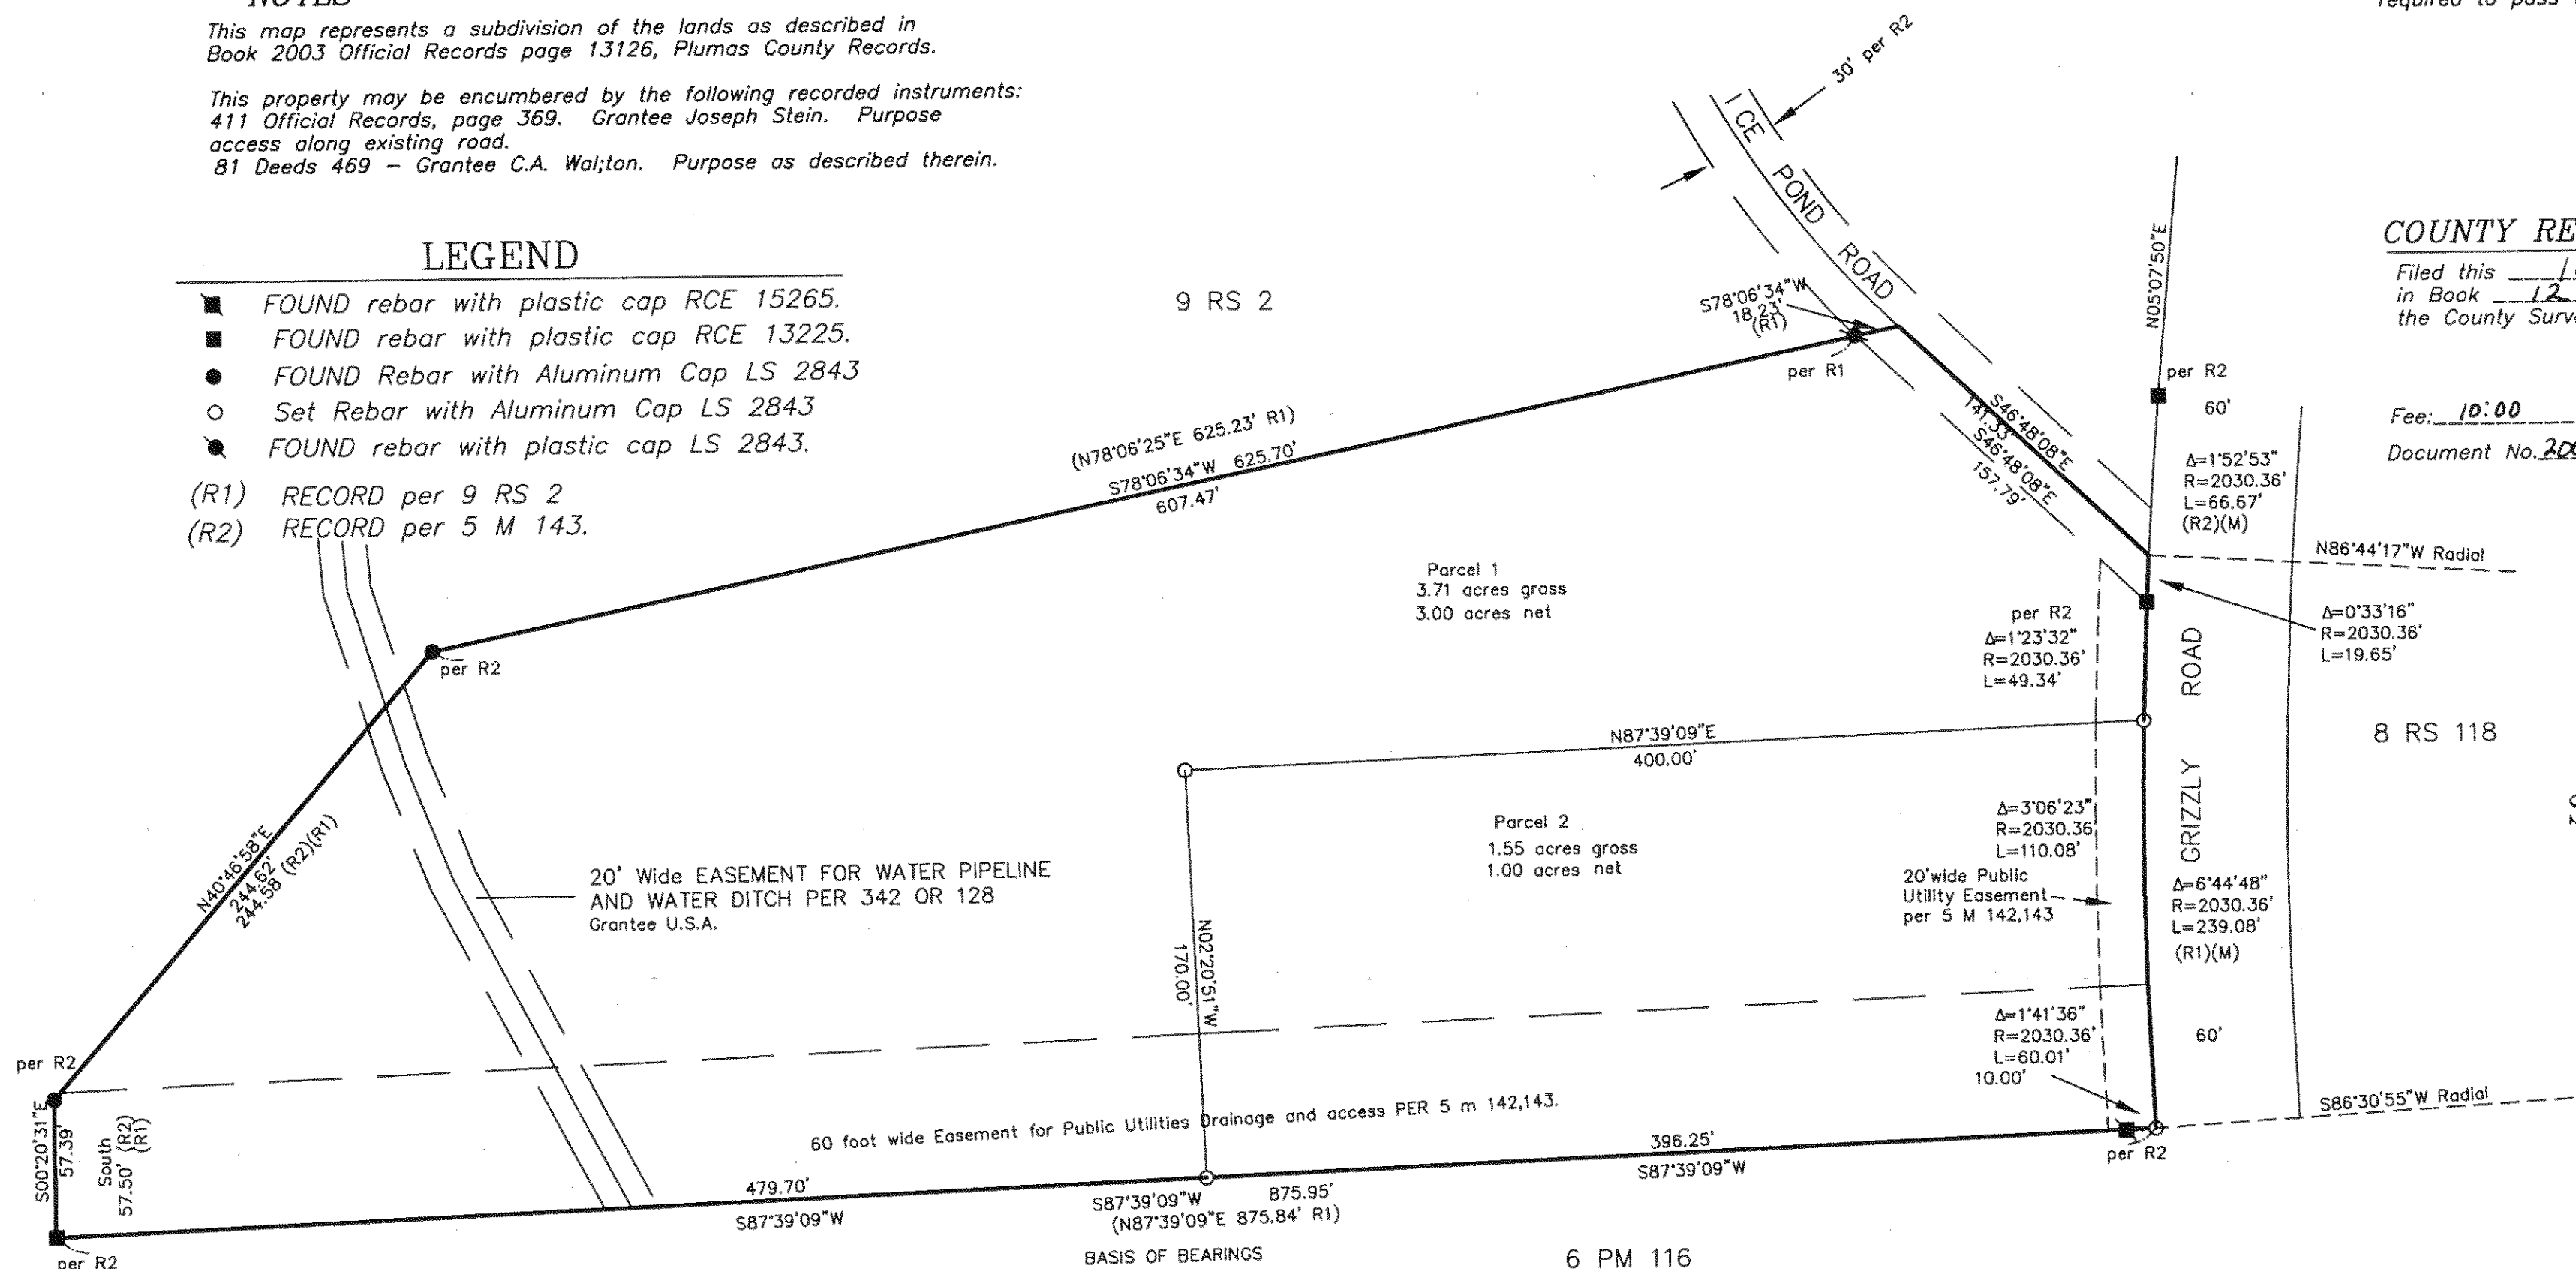 NOTES
This map represents a subdivision of the lands as described in
Book 2003 Official Records page 13126, Plumas County Records.
This property may be encumbered by the following recorded instruments:
411 Official Records, page 369. Grantee Joseph Stein. Purpose
access along existing road.
81 Deeds 469 – Grantee C.A. Wal;ton. Purpose as described therein.
LEGEND
FOUND rebar with plastic cap RCE 15265.
FOUND rebar with plastic cap RCE 13225.
FOUND Rebar with Aluminum Cap LS 2843
Set Rebar with Aluminum Cap LS 2843
FOUND rebar with plastic cap LS 2843.
(R1) RECORD per 9 RS 2
(R2) RECORD per 5 M 143.
9 RS 2
30' per R2
ICE POND ROAD
required to pass
COUNTY RE
Filed this
in Book 12
the County Surv
Fee: 10:00
Document No. 200
N05°07'50"E
per R2
60'
Δ=1°52'53"
R=2030.36'
L=66.67'
(R2)(M)
N86°44'17"W Radial
Δ=0°33'16"
R=2030.36'
L=19.65'
S78°06'34"W
18.23'
(R1)
per R1
S46°48'08"E
141.33'
S46°48'08"E
157.79'
(N78°06'25"E 625.23' R1)
S78°06'34"W 625.70'
607.47'
Parcel 1
3.71 acres gross
3.00 acres net
per R2
Δ=1°23'32"
R=2030.36'
L=49.34'
per R2
N87°39'09"E
400.00'
GRIZZLY ROAD
8 RS 118
Parcel 2
1.55 acres gross
1.00 acres net
Δ=3°06'23"
R=2030.36
L=110.08'
20'wide Public
Utility Easement
per 5 M 142,143
Δ=6°44'48"
R=2030.36'
L=239.08'
(R1)(M)
N40°46'58"E
244.62'
244.58 (R2)(R1)
20' Wide EASEMENT FOR WATER PIPELINE
AND WATER DITCH PER 342 OR 128
Grantee U.S.A.
N02°20'51"W
170.00'
Δ=1°41'36"
R=2030.36'
L=60.01'
10.00'
60'
S86°30'55"W Radial
per R2
per R2
S00°20'31"E
57.39'
South
57.50' (R2)
(R1)
per R2
60 foot wide Easement for Public Utilities Drainage and access PER 5 m 142,143.
396.25'
S87°39'09"W
479.70'
S87°39'09"W
S87°39'09"W 875.95'
(N87°39'09"E 875.84' R1)
BASIS OF BEARINGS
6 PM 116